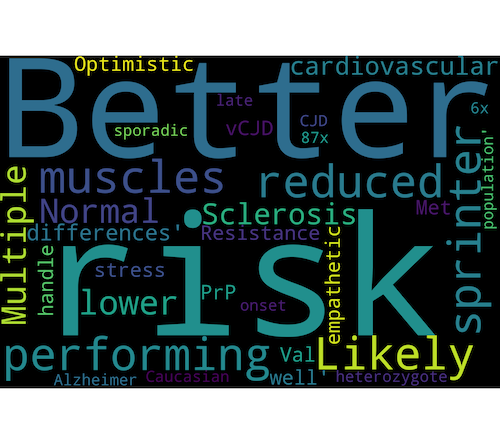 Optimistic
cardiovascular
Better
late
6x
sporadic
vCJD
CJD
87x
muscles
reduced
Multiple
Normal
Sclerosis
Met
population'
sprinter
differences'
Resistance
handle
stress
risk
PrP
onset
empathetic
lower
performing
Val
Likely
Alzheimer
Caucasian
well'
heterozygote